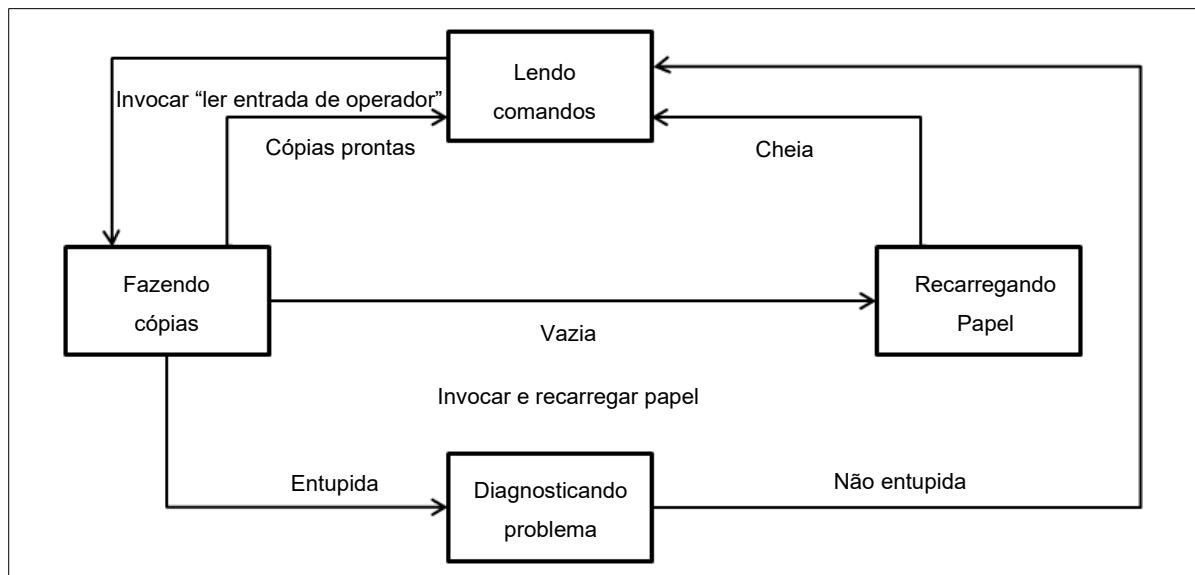 Lendo
comandos
Invocar “ler entrada de operador”
Cópias prontas
Cheia
Fazendo
cópias
Recarregando
Papel
Vazia
Invocar e recarregar papel
Entupida
Diagnosticando
problema
Não entupida